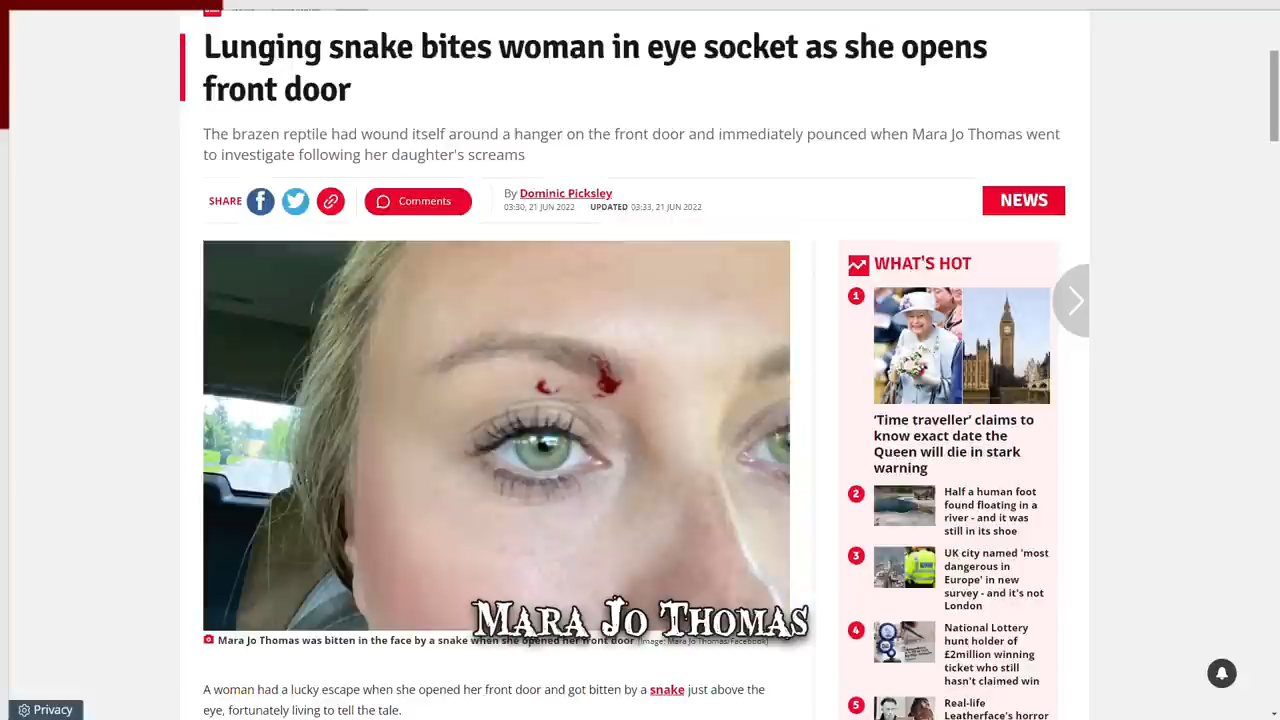 Lunging snake bites woman in eye socket as she opens
front door
The brazen reptile had wound itself around a hanger on the front door and immediately pounced when Mara Jo Thomas went
to investigate following her daughter's screams
SHARE
Comments
By Dominic Picksley
03:30, 21 JUN 2022 UPDATED 03:33, 21 JUN 2022
NEWS
Mara Jo Thomas
Mara Jo Thomas was bitten in the face by a snake when she opened her front door (Image: Mara Jo Thomas/Facebook)
A woman had a lucky escape when she opened her front door and got bitten by a snake just above the
eye, fortunately living to tell the tale.
WHAT'S HOT
1
‘Time traveller’ claims to
know exact date the
Queen will die in stark
warning
2
Half a human foot
found floating in a
river - and it was
still in its shoe
3
UK city named 'most
dangerous in
Europe' in new
survey - and it's not
London
4
National Lottery
hunt holder of
£2million winning
ticket who still
hasn't claimed win
5
Real-life
Leatherface's horror
Privacy